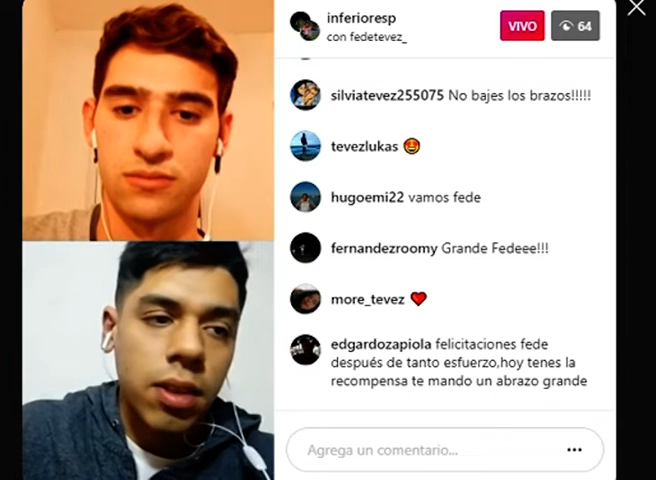 inferioresp
con fedetevez_
VIVO
64
silviatevez255075 No bajes los brazos!!!!!
tevezlukas 🤩
hugoemi22 vamos fede
fernandezroomy Grande Fedeee!!!
more_tevez ❤️
edgardozapiola felicitaciones fede
después de tanto esfuerzo,hoy tenes la
recompensa te mando un abrazo grande
Agrega un comentario...